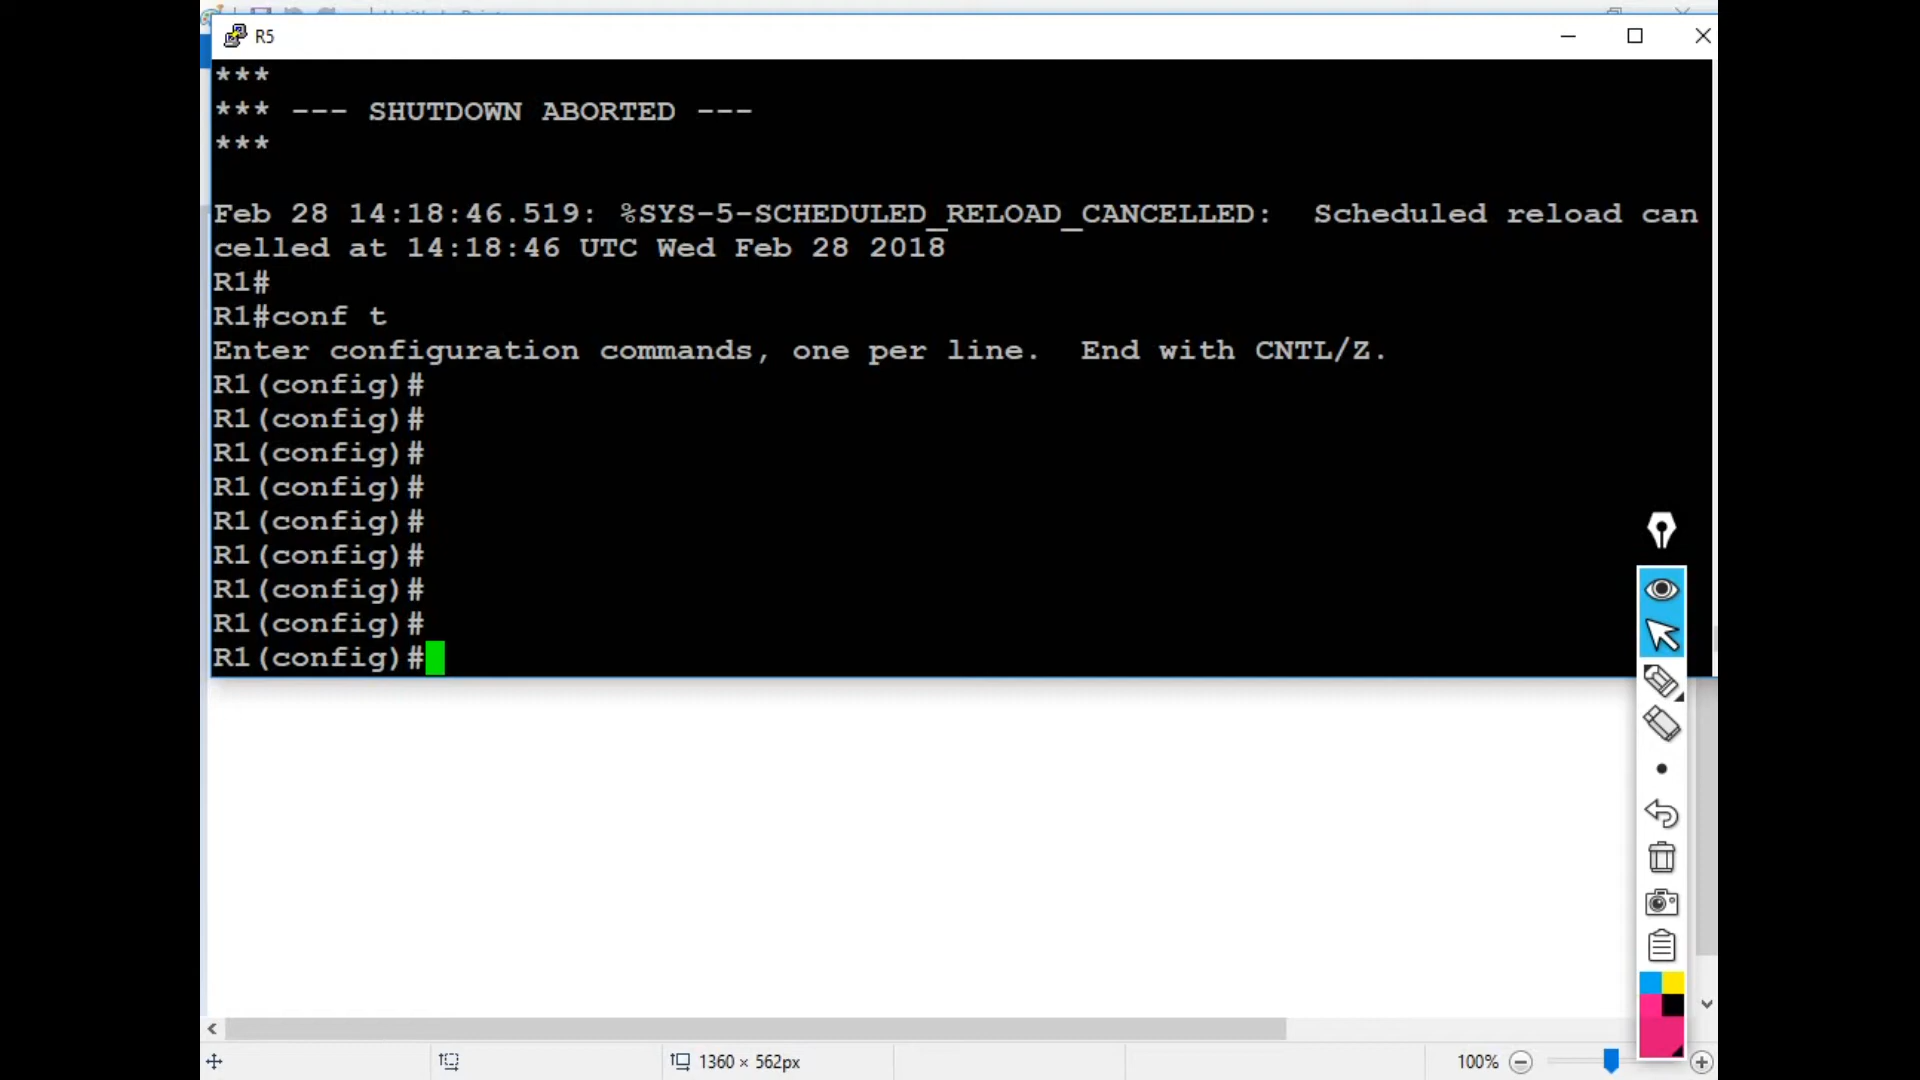 R5
***
*** --- SHUTDOWN ABORTED ---
***
Feb 28 14:18:46.519: %SYS-5-SCHEDULED_RELOAD_CANCELLED:  Scheduled reload can
celled at 14:18:46 UTC Wed Feb 28 2018
R1#
R1#conf t
Enter configuration commands, one per line.  End with CNTL/Z.
R1(config)#
R1(config)#
R1(config)#
R1(config)#
R1(config)#
R1(config)#
R1(config)#
R1(config)#
R1(config)#
1360 × 562px
100%